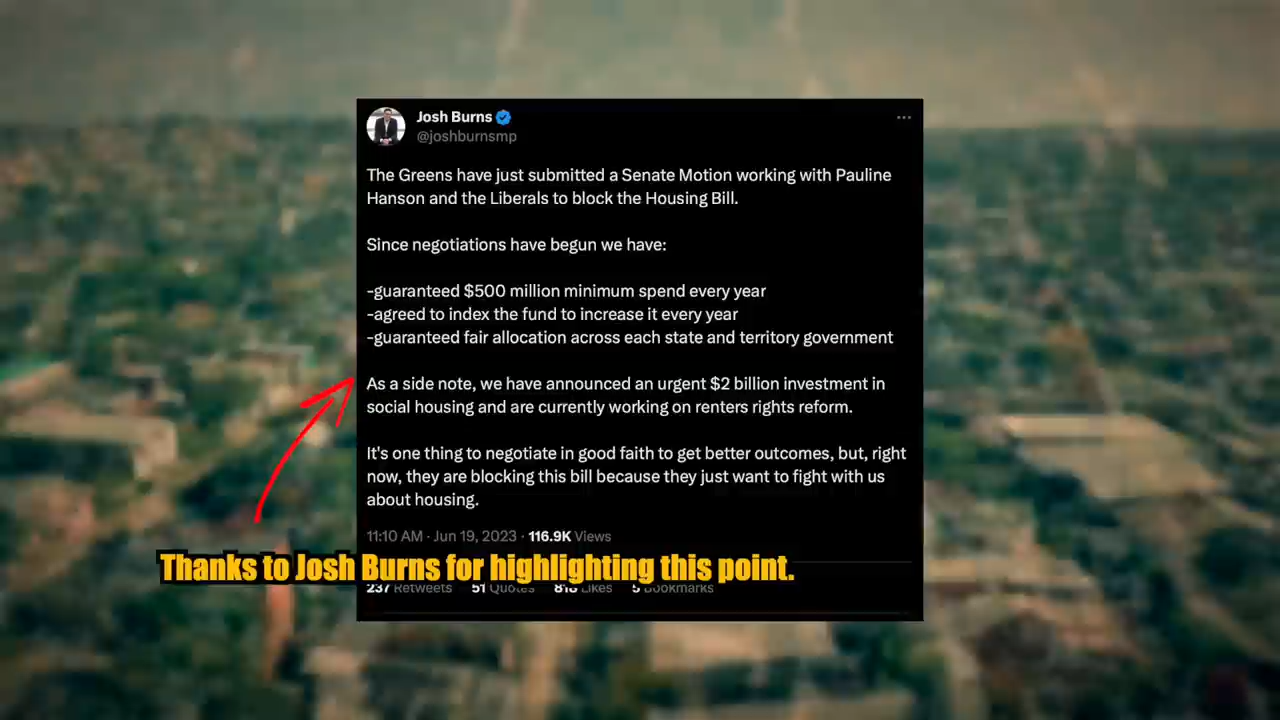 Josh Burns
@joshburnsmp
The Greens have just submitted a Senate Motion working with Pauline
Hanson and the Liberals to block the Housing Bill.
Since negotiations have begun we have:
-guaranteed $500 million minimum spend every year
-agreed to index the fund to increase it every year
-guaranteed fair allocation across each state and territory government
As a side note, we have announced an urgent $2 billion investment in
social housing and are currently working on renters rights reform.
It's one thing to negotiate in good faith to get better outcomes, but, right
now, they are blocking this bill because they just want to fight with us
about housing.
11:10 AM · Jun 19, 2023 · 116.9K Views
Thanks to Josh Burns for highlighting this point.
237 Retweets 51 Quotes Likes 5 Bookmarks